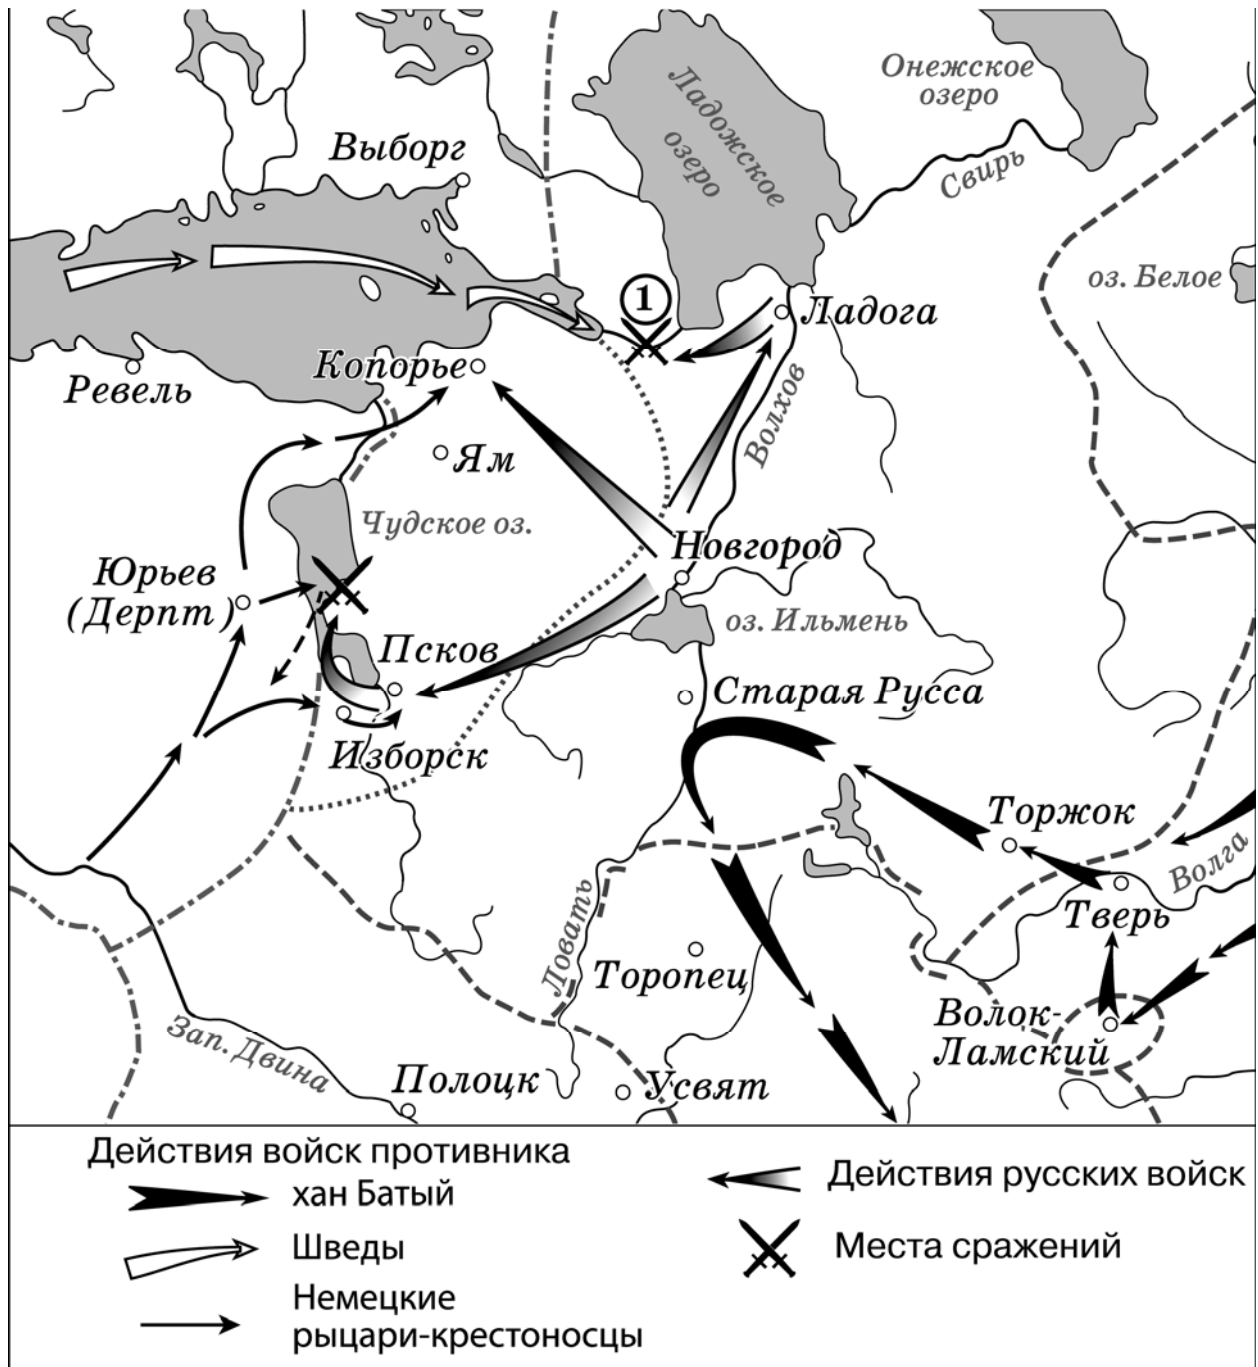 Онежское
озеро
Ладожское
озеро
Выборг
Свирь
1
оз. Белое
Ладога
Копорье
Ревель
Волхов
Ям
Чудское оз.
Новгород
Юрьев
(Дерпт)
оз. Ильмень
Псков
Старая Русса
Изборск
Торжок
Волга
Тверь
Ловать
Торопец
Волок-
Ламский
Зап. Двина
Полоцк
Усвят
Действия войск противника
хан Батый
Шведы
Немецкие
рыцари-крестоносцы
Действия русских войск
Места сражений